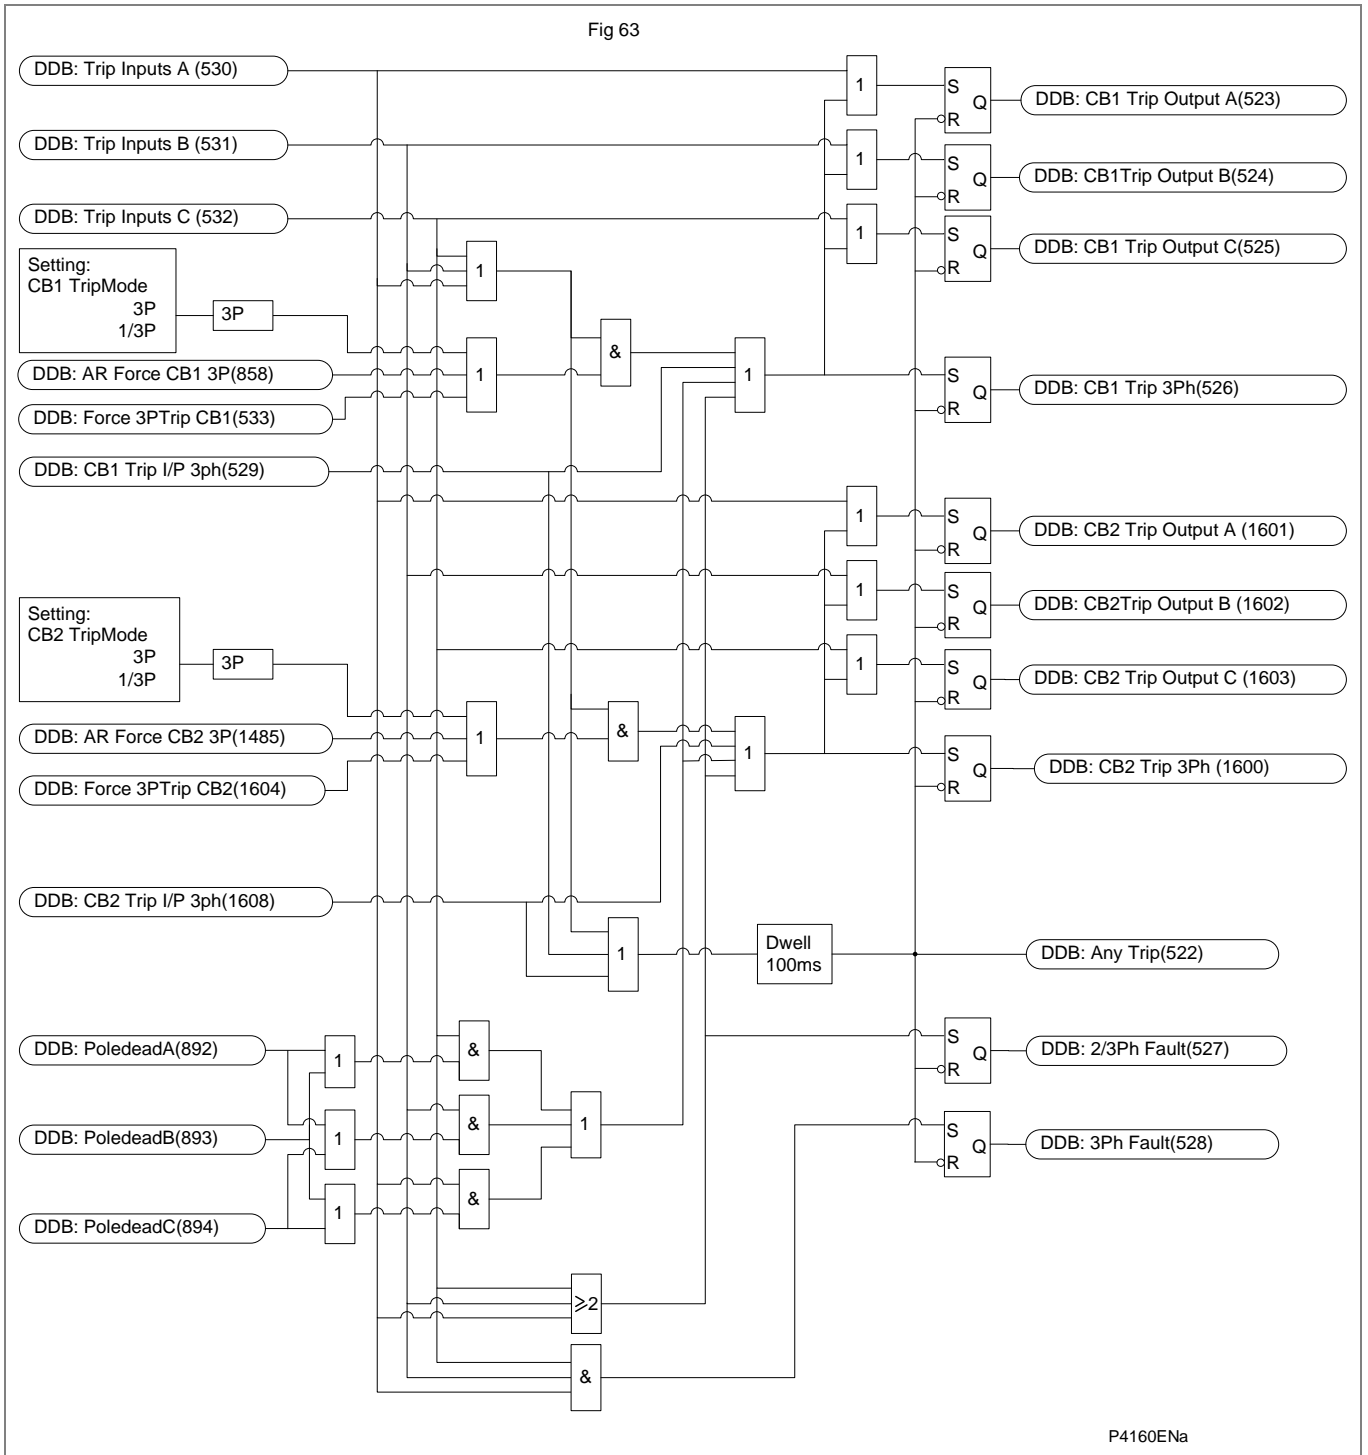 Fig 63
DDB: Trip Inputs A (530)
1
S
Q
R
DDB: CB1 Trip Output A(523)
DDB: Trip Inputs B (531)
1
S
Q
R
DDB: CB1Trip Output B(524)
DDB: Trip Inputs C (532)
1
S
Q
R
DDB: CB1 Trip Output C(525)
Setting:
CB1 TripMode
3P
1/3P
3P
1
DDB: AR Force CB1 3P(858)
1
&
1
S
Q
R
DDB: CB1 Trip 3Ph(526)
DDB: Force 3PTrip CB1(533)
DDB: CB1 Trip I/P 3ph(529)
1
S
Q
R
DDB: CB2 Trip Output A (1601)
1
S
Q
R
DDB: CB2Trip Output B (1602)
Setting:
CB2 TripMode
3P
1/3P
3P
1
S
Q
R
DDB: CB2 Trip Output C (1603)
DDB: AR Force CB2 3P(1485)
1
&
1
S
Q
R
DDB: CB2 Trip 3Ph (1600)
DDB: Force 3PTrip CB2(1604)
DDB: CB2 Trip I/P 3ph(1608)
1
Dwell
100ms
DDB: Any Trip(522)
DDB: PoledeadA(892)
1
&
S
Q
R
DDB: 2/3Ph Fault(527)
DDB: PoledeadB(893)
1
&
1
S
Q
R
DDB: 3Ph Fault(528)
DDB: PoledeadC(894)
1
&
≥2
&
P4160ENa